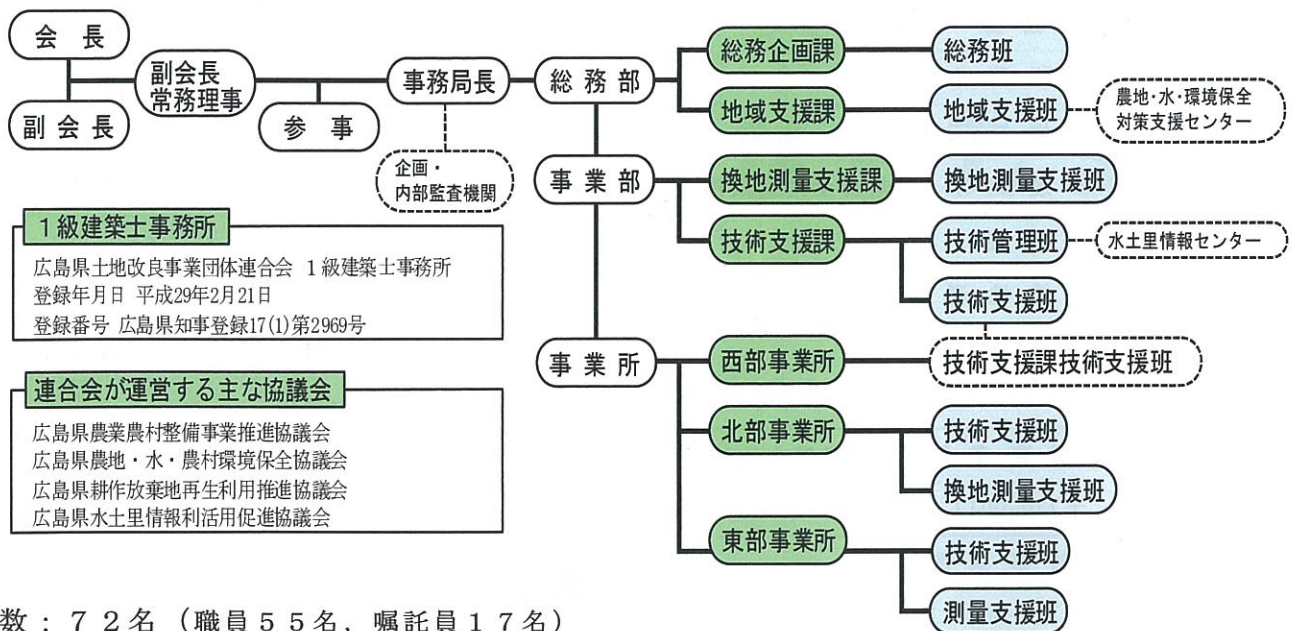 会長
副会長
副会長
常務理事
参事
事務局長
企画・
内部監査機関
総務部
事業部
事業所
総務企画課
総務班
地域支援課
地域支援班
農地・水・環境保全
対策支援センター
換地測量支援課
換地測量支援班
技術支援課
技術管理班
水土里情報センター
技術支援班
西部事業所
技術支援課技術支援班
北部事業所
技術支援班
換地測量支援班
東部事業所
技術支援班
測量支援班
1級建築士事務所
広島県土地改良事業団体連合会 1級建築士事務所
登録年月日 平成29年2月21日
登録番号 広島県知事登録17(1)第2969号
連合会が運営する主な協議会
広島県農業農村整備事業推進協議会
広島県農地・水・農村環境保全協議会
広島県耕作放棄地再生利用推進協議会
広島県水土里情報利活用促進協議会
数:72名(職員55名,嘱託員17名)